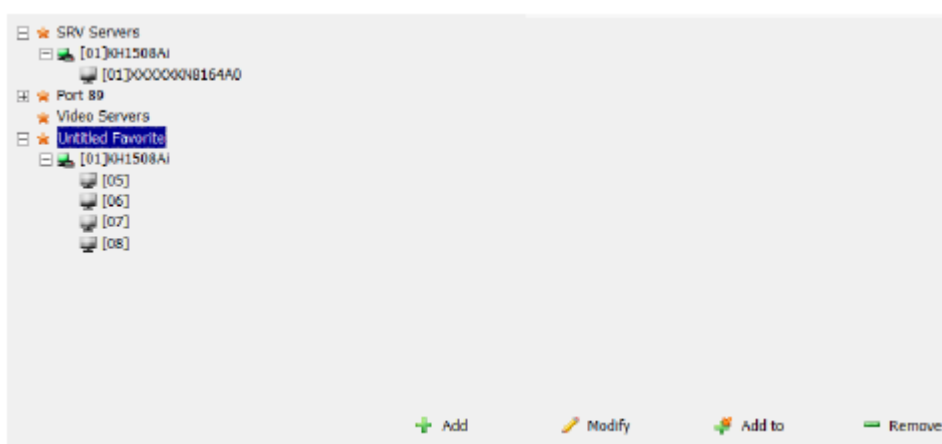 SRV Servers
[01]KH1508Ai
[01]XXXXXXN8164A0
Port 89
Video Servers
Untitled Favorite
[01]KH1508Ai
[05]
[06]
[07]
[08]
Add Modify Add to Remove